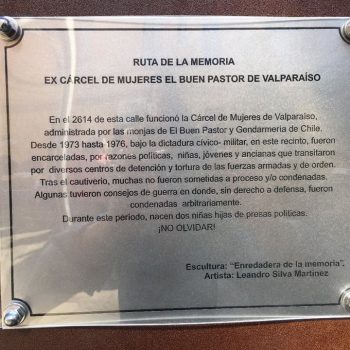 RUTA DE LA MEMORIA
EX CÁRCEL DE MUJERES EL BUEN PASTOR DE VALPARAÍSO
En el 2614 de esta calle funcionó la Cárcel de Mujeres de Valparaíso,
administrada por las monjas de El Buen Pastor y Gendarmería de Chile.
Desde 1973 hasta 1976, bajo la dictadura cívico- militar, en este recinto, fueron
encarceladas, por razones políticas, niñas, jóvenes y ancianas que transitaron
por diversos centros de detención y tortura de las fuerzas armadas y de orden.
Tras el cautiverio, muchas no fueron sometidas a proceso y/o condenadas.
Algunas tuvieron consejos de guerra en donde, sin derecho a defensa, fueron
condenadas arbitrariamente.
Durante este período, nacen dos niñas hijas de presas políticas.
¡NO OLVIDAR!
Escultura: "Enredadera de la memoria".
Artista: Leandro Silva Martínez